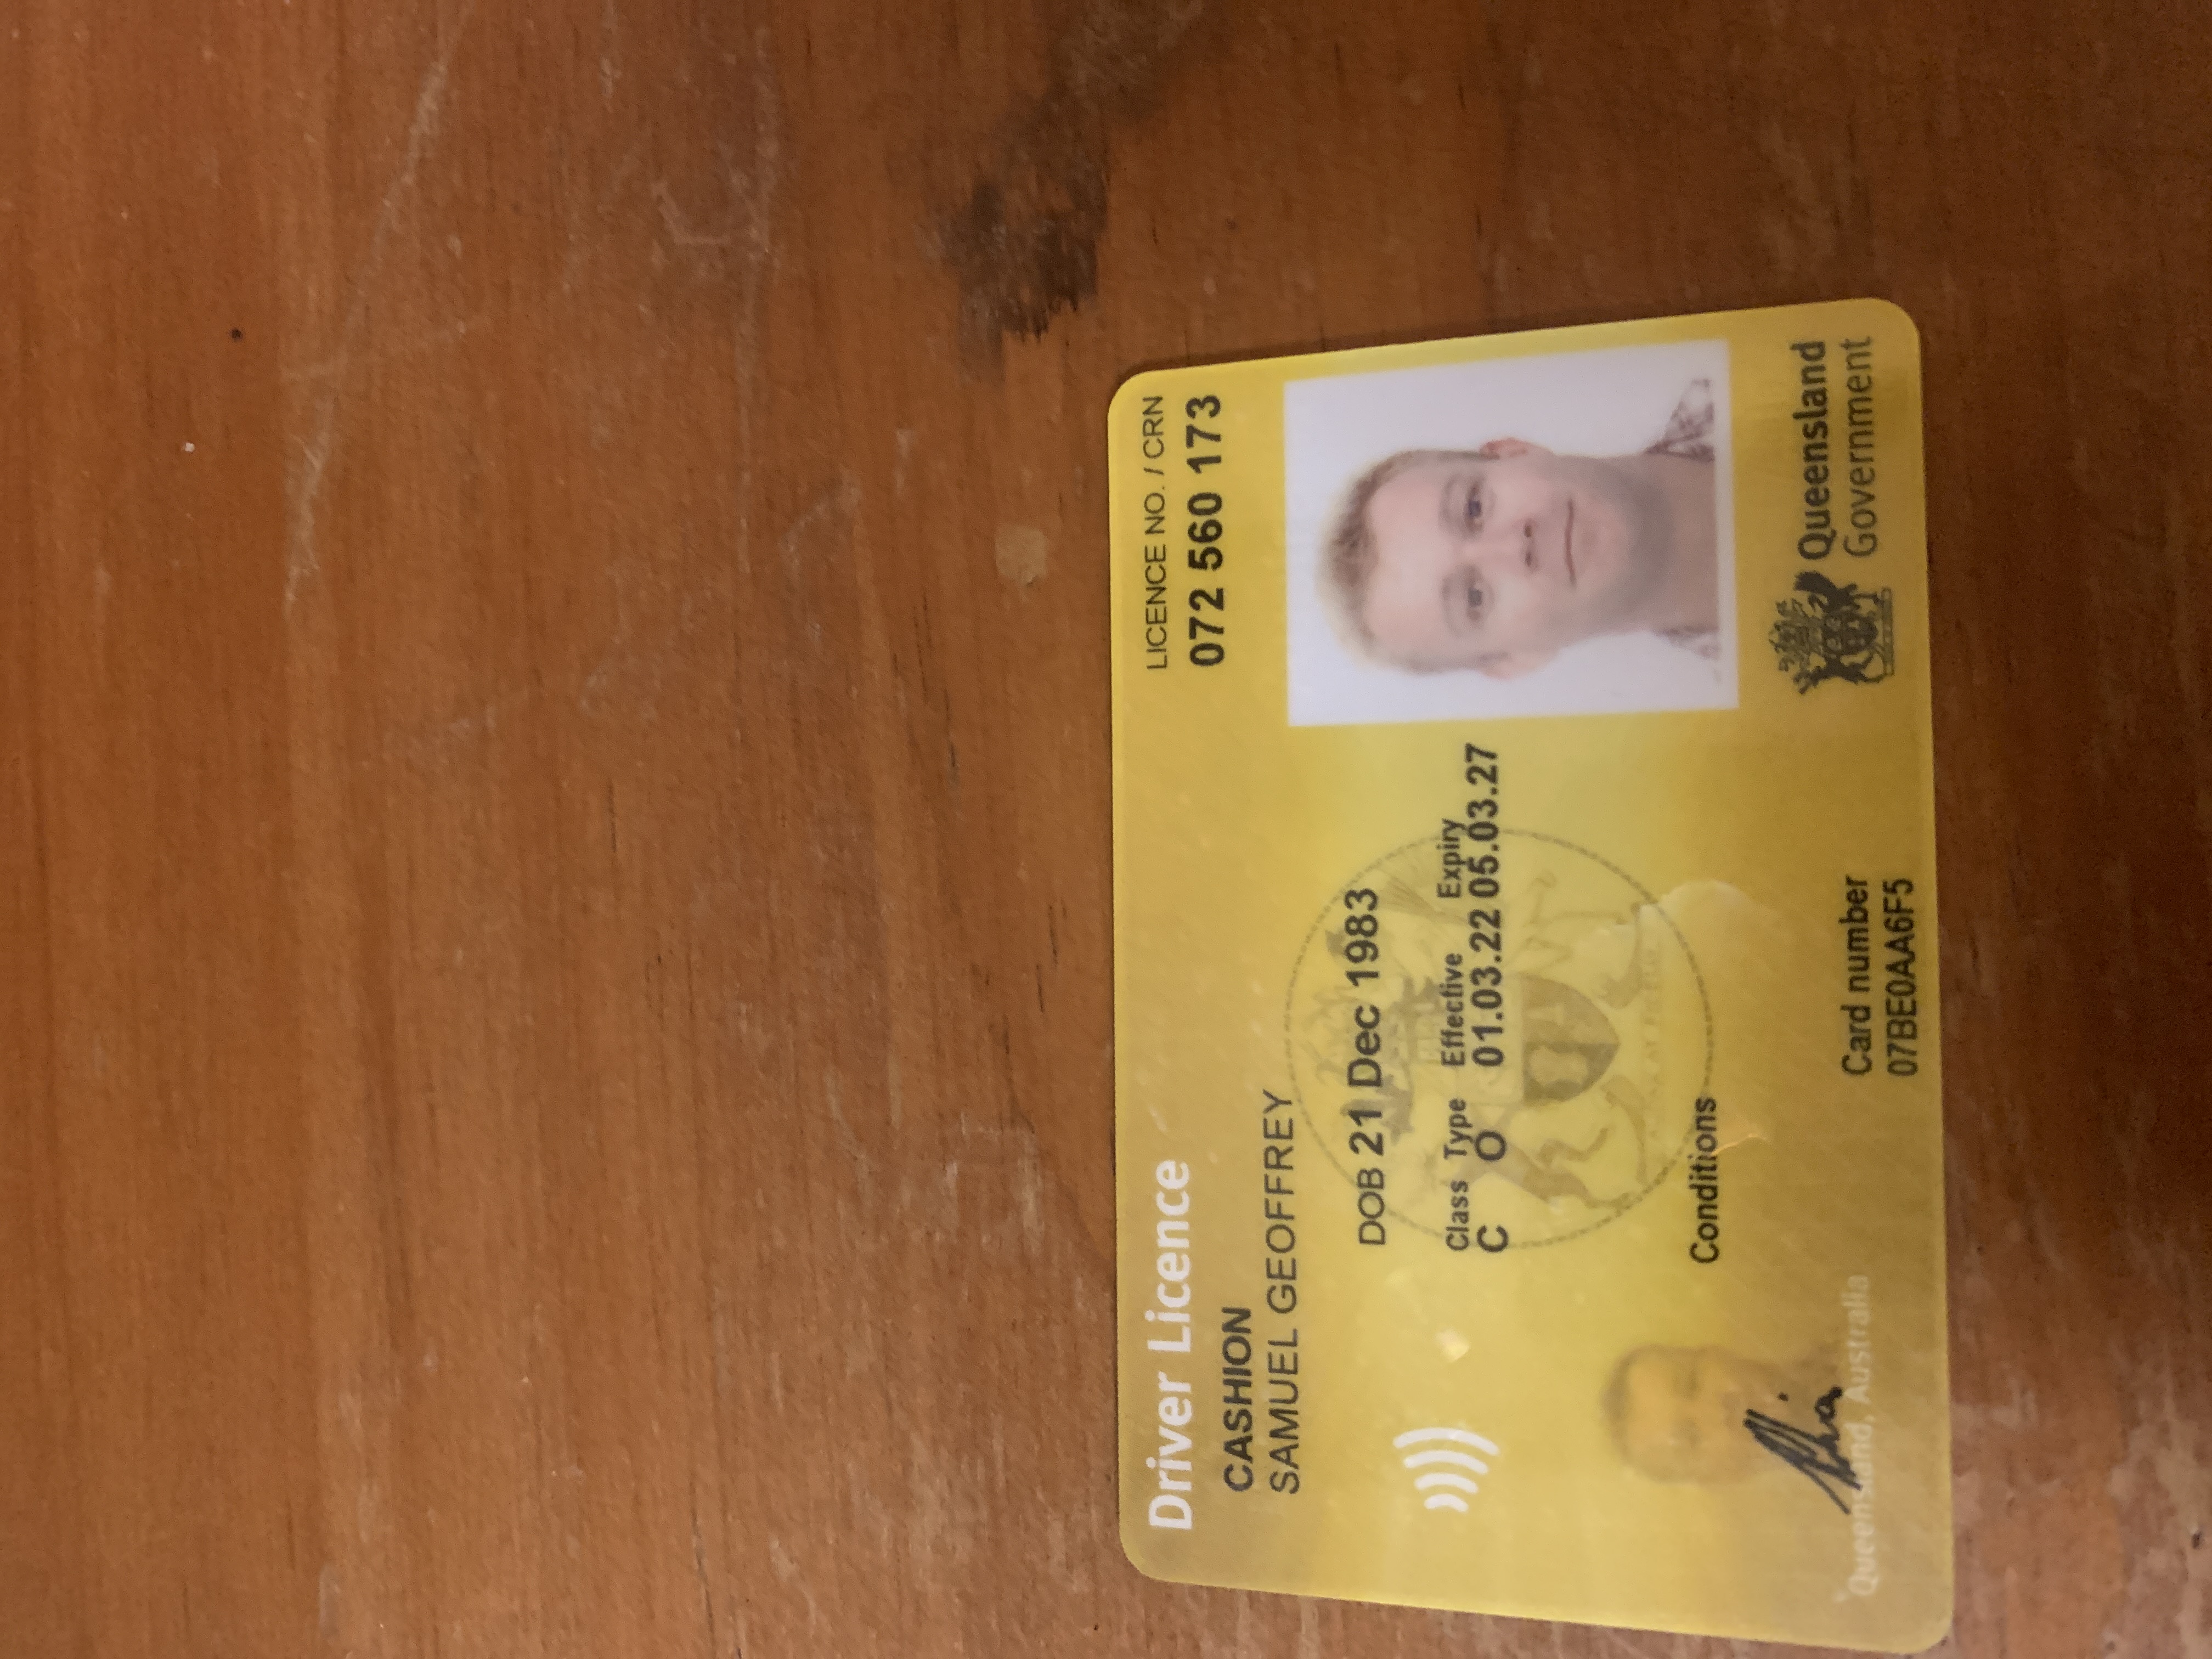 Driver Licence
LICENCE NO. / CRN
072 560 173
CASHION
SAMUEL GEOFFREY
DOB 21 Dec 1983
Class Type Effective Expiry
C O 01.03.22 05.03.27
Conditions
Queensland, Australia
Card number
07BE0AA6F5
Queensland
Government